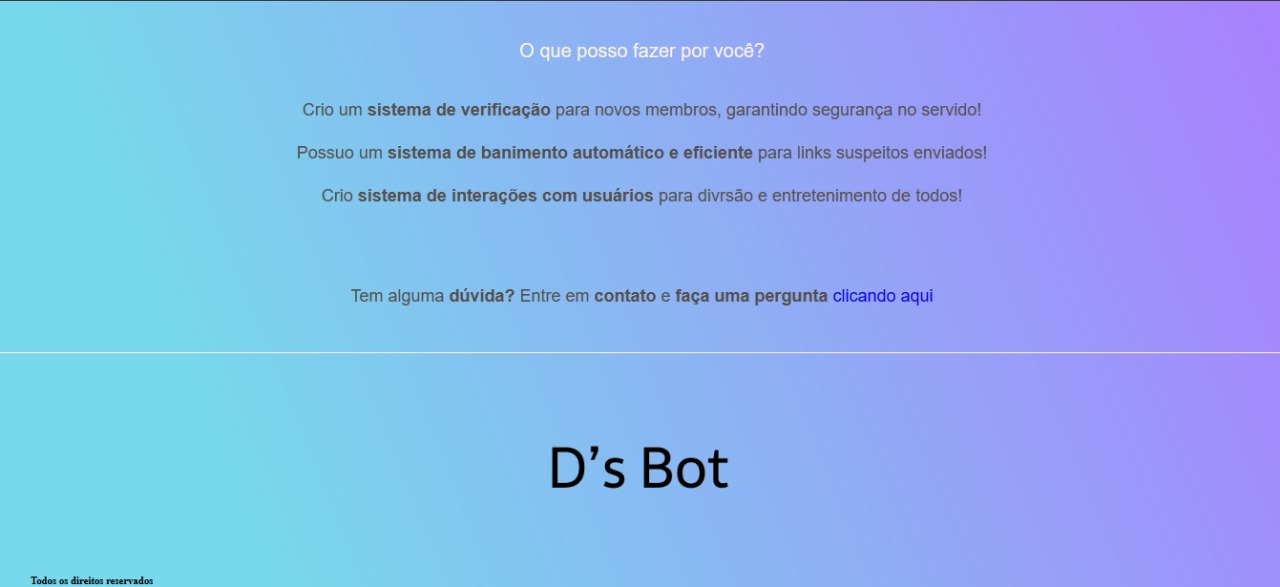 O que posso fazer por você?
Crio um sistema de verificação para novos membros, garantindo segurança no servido!
Possuo um sistema de banimento automático e eficiente para links suspeitos enviados!
Crio sistema de interações com usuários para divrsão e entretenimento de todos!
Tem alguma dúvida? Entre em contato e faça uma pergunta clicando aqui
D’s Bot
Todos os direitos reservados